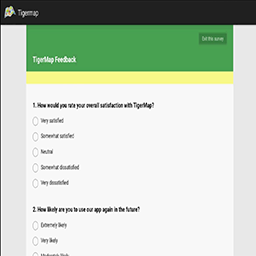 Tigermap
Exit this survey
TigerMap Feedback
1. How would you rate your overall satisfaction with TigerMap?
Very satisfied
Somewhat satisfied
Neutral
Somewhat dissatisfied
Very dissatisfied
2. How likely are you to use our app again in the future?
Extremely likely
Very likely
Moderately likely